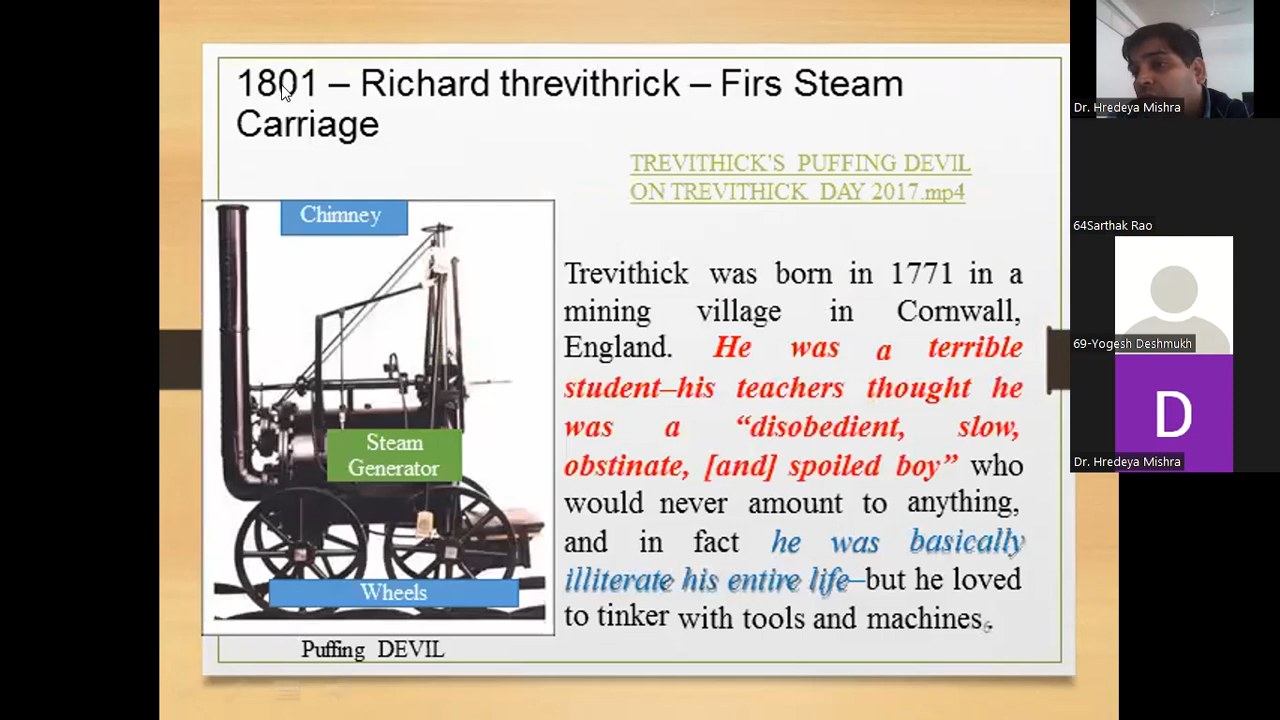 1801 – Richard threvithrick – Firs Steam
Carriage
TREVITHICK'S PUFFING DEVIL
ON TREVITHICK DAY 2017.mp4
Chimney
Steam
Generator
Wheels
Puffing DEVIL
Trevithick was born in 1771 in a
mining village in Cornwall,
England. He was a terrible
student–his teachers thought he
was a “disobedient, slow,
obstinate, [and] spoiled boy” who
would never amount to anything,
and in fact he was basically
illiterate his entire life–but he loved
to tinker with tools and machines.
6
Dr. Hredeya Mishra
64Sarthak Rao
69-Yogesh Deshmukh
D
Dr. Hredeya Mishra